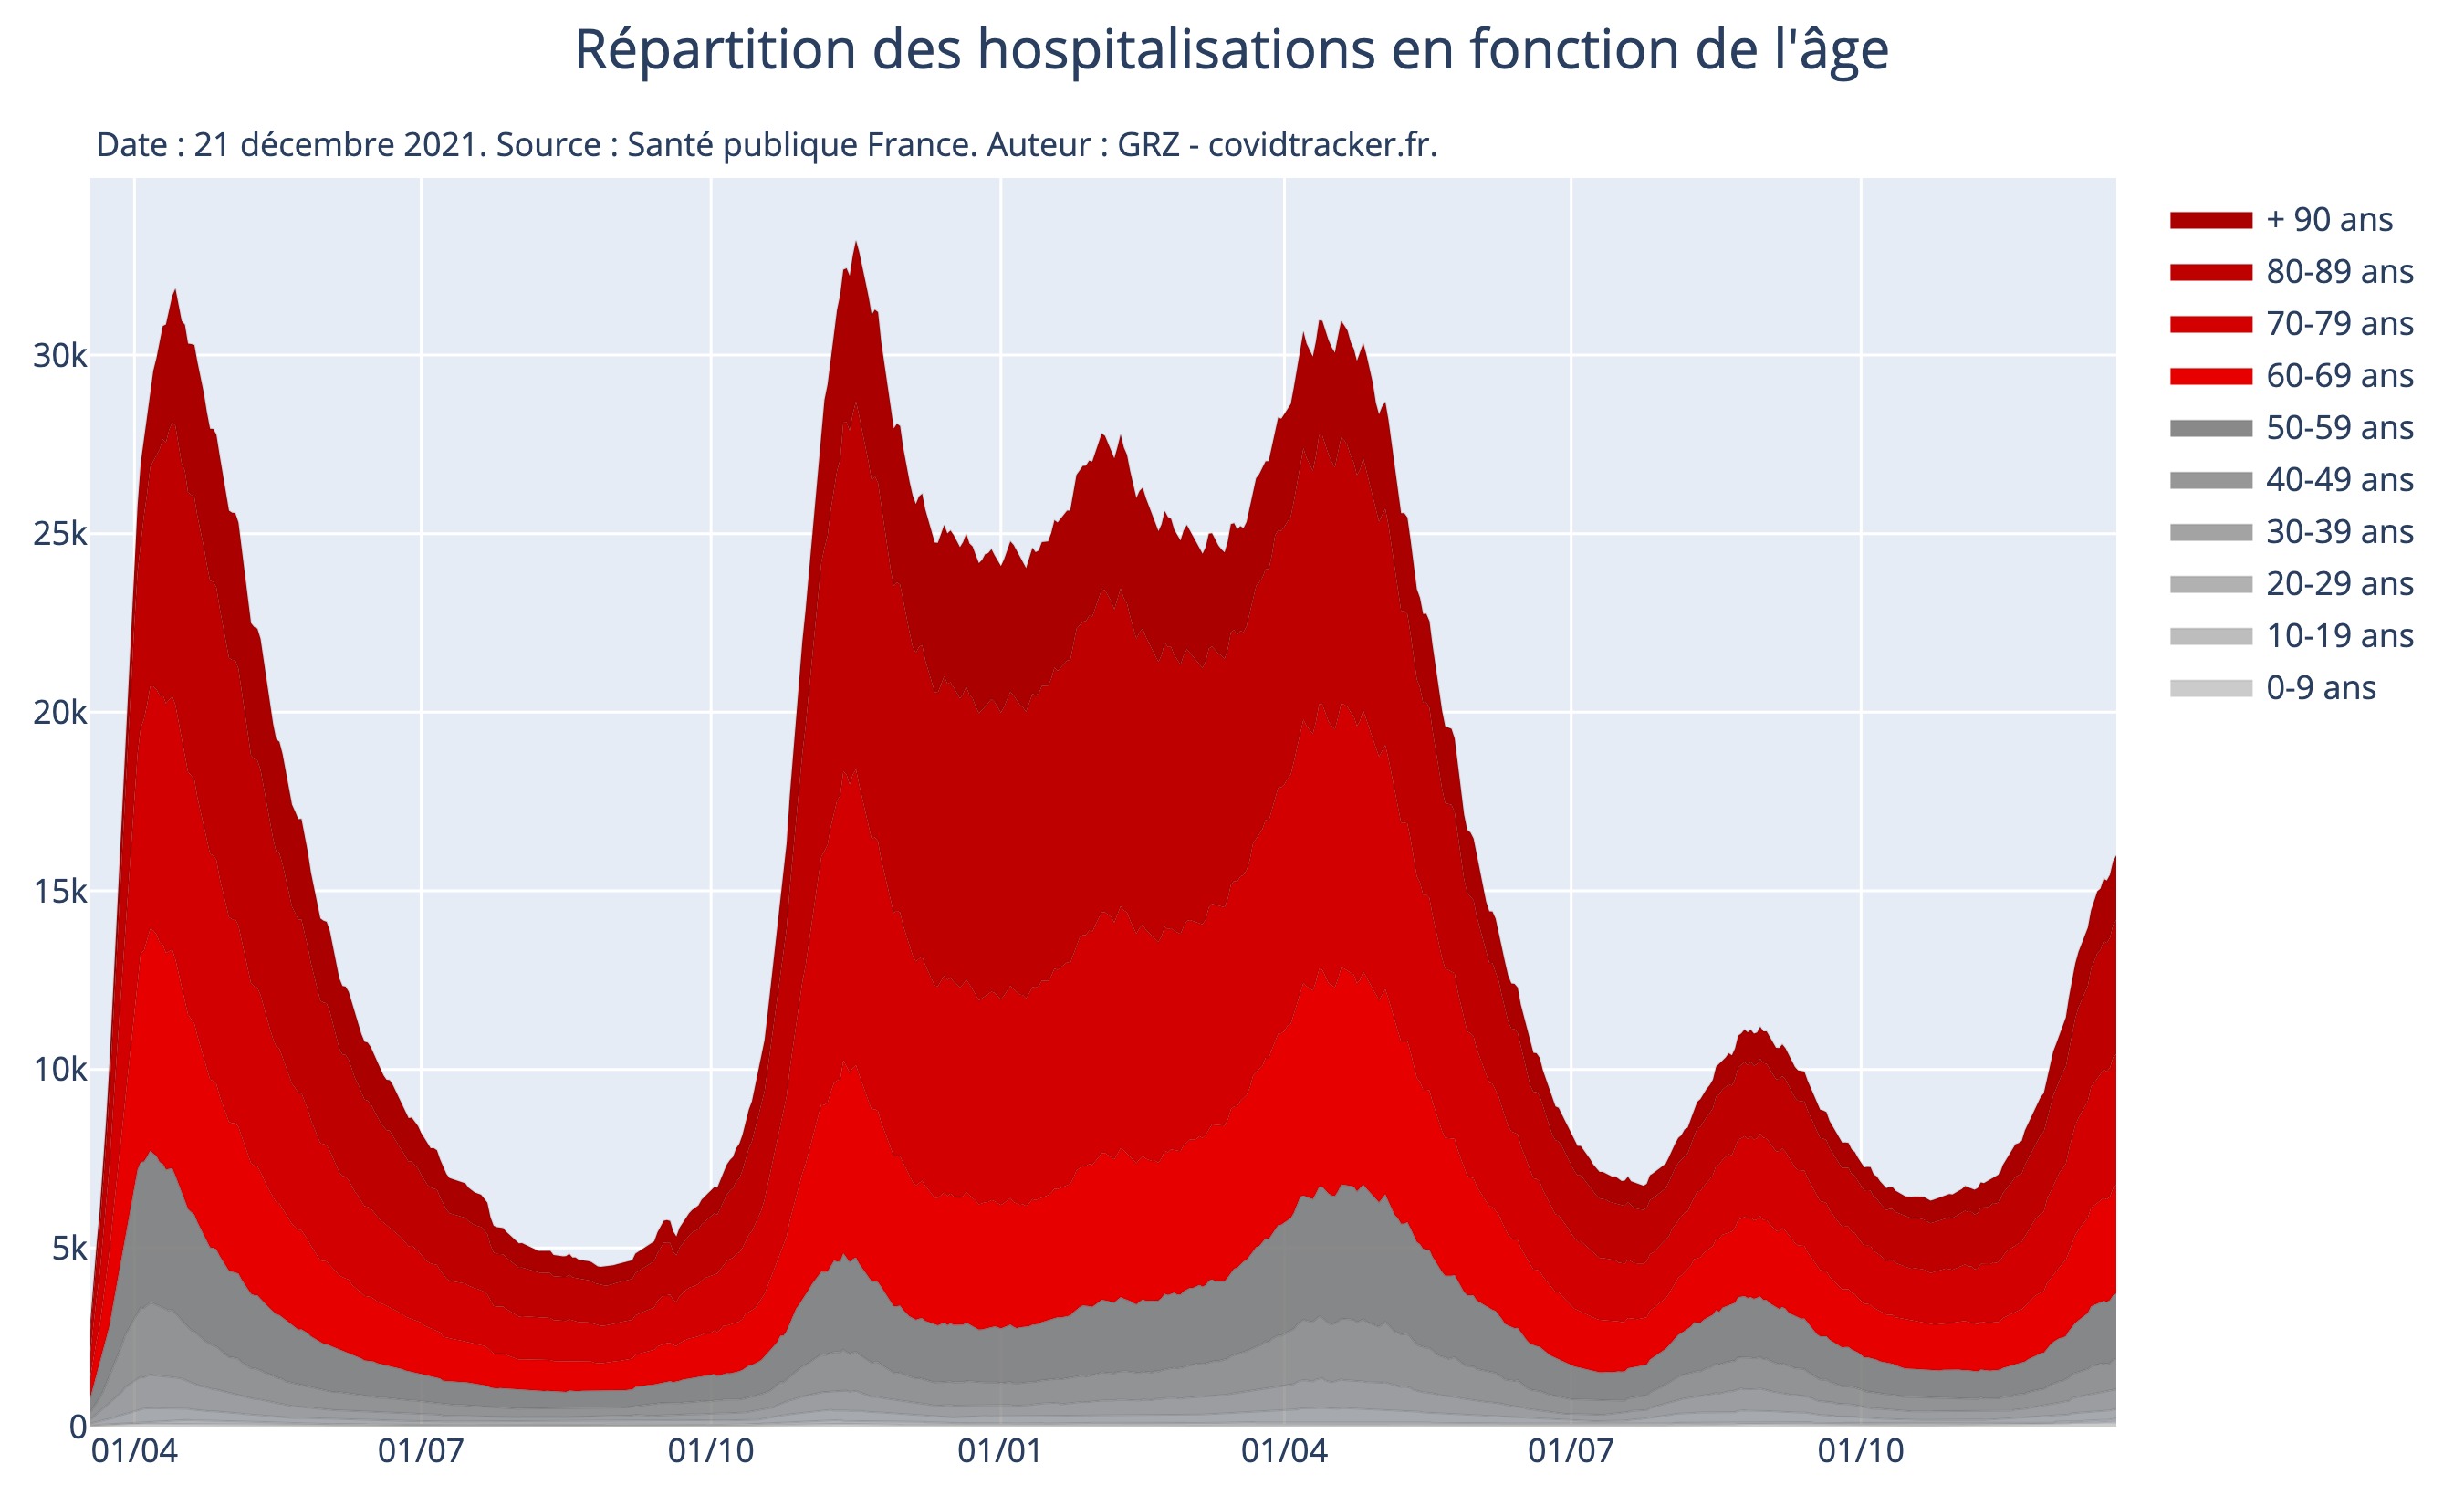 Répartition des hospitalisations en fonction de l'âge
Date : 21 décembre 2021. Source : Santé publique France. Auteur : GRZ - covidtracker.fr.
+ 90 ans
80-89 ans
70-79 ans
60-69 ans
50-59 ans
40-49 ans
30-39 ans
20-29 ans
10-19 ans
0-9 ans
30k
25k
20k
15k
10k
5k
0
01/04 01/07 01/10 01/01 01/04 01/07 01/10